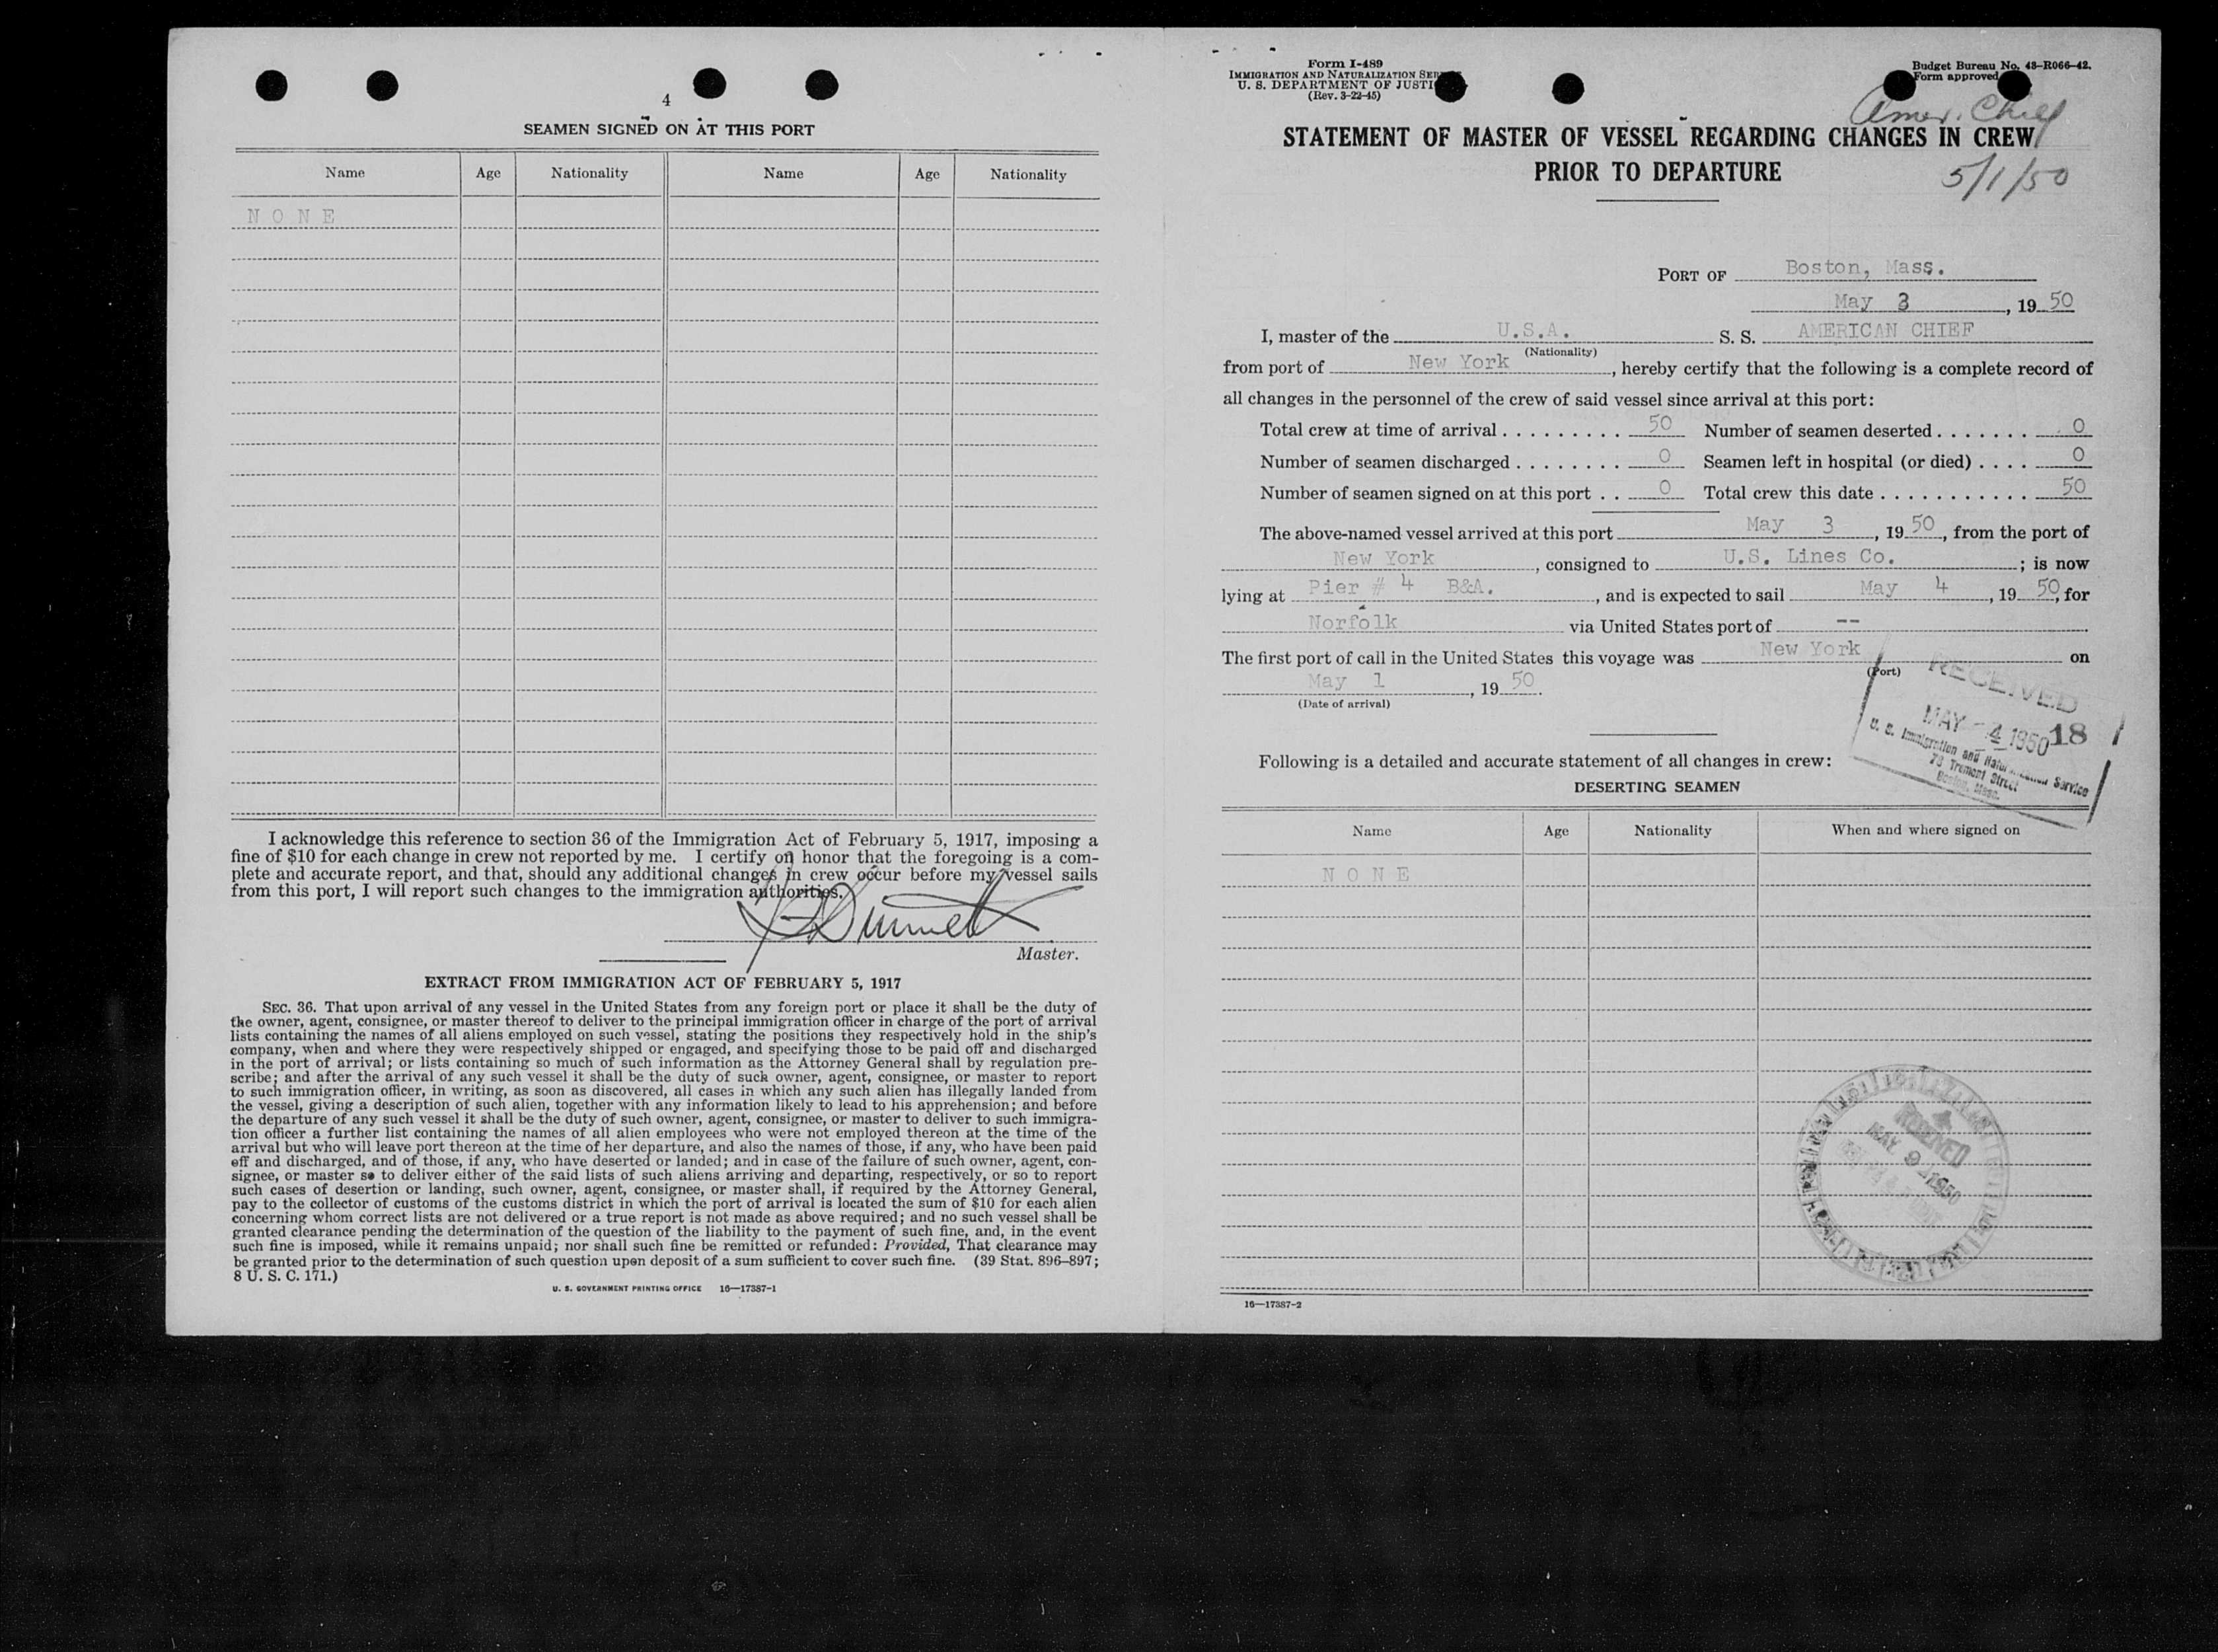 4
SEAMEN SIGNED ON AT THIS PORT
Name Age Nationality Name Age Nationality
N O N E
I acknowledge this reference to section 36 of the Immigration Act of February 5, 1917, imposing a
fine of $10 for each change in crew not reported by me. I certify on honor that the foregoing is a com-
plete and accurate report, and that, should any additional changes in crew occur before my vessel sails
from this port, I will report such changes to the immigration authorities.
Master.
EXTRACT FROM IMMIGRATION ACT OF FEBRUARY 5, 1917
SEC. 36. That upon arrival of any vessel in the United States from any foreign port or place it shall be the duty of
the owner, agent, consignee, or master thereof to deliver to the principal immigration officer in charge of the port of arrival
lists containing the names of all aliens employed on such vessel, stating the positions they respectively hold in the ship's
company, when and where they were respectively shipped or engaged, and specifying those to be paid off and discharged
in the port of arrival; or lists containing so much of such information as the Attorney General shall by regulation pre-
scribe; and after the arrival of any such vessel it shall be the duty of such owner, agent, consignee, or master to report
to such immigration officer, in writing, as soon as discovered, all cases in which any such alien has illegally landed from
the vessel, giving a description of such alien, together with any information likely to lead to his apprehension; and before
the departure of any such vessel it shall be the duty of such owner, agent, consignee, or master to deliver to such immigra-
tion officer a further list containing the names of all alien employees who were not employed thereon at the time of the
arrival but who will leave port thereon at the time of her departure, and also the names of those, if any, who have been paid
off and discharged, and of those, if any, who have deserted or landed; and in case of the failure of such owner, agent, con-
signee, or master so to deliver either of the said lists of such aliens arriving and departing, respectively, or so to report
such cases of desertion or landing, such owner, agent, consignee, or master shall, if required by the Attorney General,
pay to the collector of customs of the customs district in which the port of arrival is located the sum of $10 for each alien
concerning whom correct lists are not delivered or a true report is not made as above required; and no such vessel shall be
granted clearance pending the determination of the question of the liability to the payment of such fine, and, in the event
such fine is imposed, while it remains unpaid; nor shall such fine be remitted or refunded: Provided, That clearance may
be granted prior to the determination of such question upon deposit of a sum sufficient to cover such fine. (39 Stat. 896–897;
8 U. S. C. 171.)
U. S. GOVERNMENT PRINTING OFFICE 16—17387-1
Form I-489
IMMIGRATION AND NATURALIZATION
U. S. DEPARTMENT OF
(Rev. 3-22-45)
Budget Bureau No. 43–R066–42.
Form approved
Amer. Chief
STATEMENT OF MASTER OF VESSEL REGARDING CHANGES IN CREW
PRIOR TO DEPARTURE
5/1/50
PORT OF Boston, Mass.
May 3, 19 50
I, master of the U.S.A. S. S. AMERICAN CHIEF
(Nationality)
from port of New York, hereby certify that the following is a complete record of
all changes in the personnel of the crew of said vessel since arrival at this port:
Total crew at time of arrival 50 Number of seamen deserted 0
Number of seamen discharged 0 Seamen left in hospital (or died) 0
Number of seamen signed on at this port 0 Total crew this date 50
The above-named vessel arrived at this port May 3, 19 50, from the port of
New York, consigned to U.S. Lines Co.; is now
lying at Pier # 4 B&A., and is expected to sail May 4, 19 50, for
Norfolk via United States port of --
The first port of call in the United States this voyage was New York on
(Port)
May 1, 19 50.
(Date of arrival)
RECEIVED
MAY - 4 1950 18
U. S. Immigration and Naturalization Service
73 Tremont Street
Boston, Mass.
Following is a detailed and accurate statement of all changes in crew:
DESERTING SEAMEN
Name Age Nationality When and where signed on
N O N E
RECEIVED
MAY 9 1950
16—17387-2